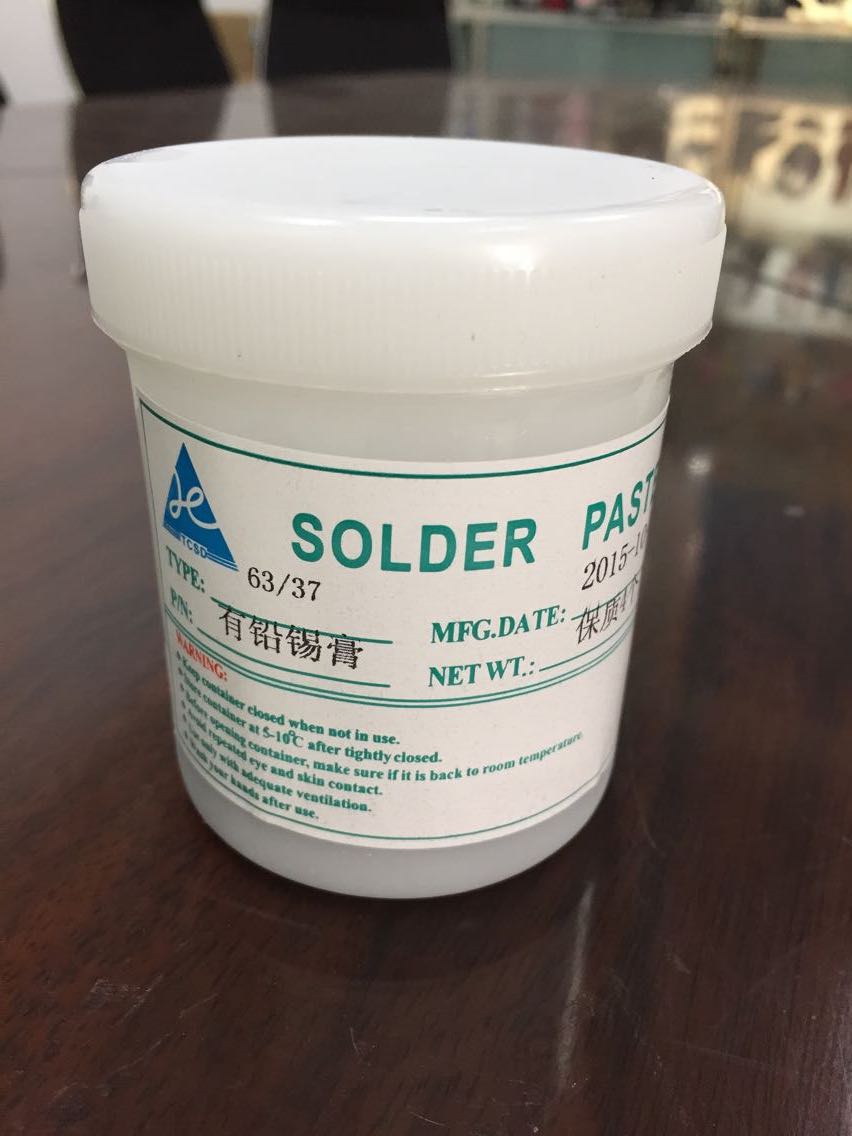 TCSD
SOLDER PAST
TYPE: 63/37
MFG.DATE: 2015-10
P/N: 有铅锡膏
保质4个
NET WT.:
WARNING:
Keep container closed when not in use.
Store container at 5-10℃ after tightly closed.
Before opening container, make sure if it is back to room temperature.
Avoid repeated eye and skin contact.
Use only with adequate ventilation.
Wash your hands after use.